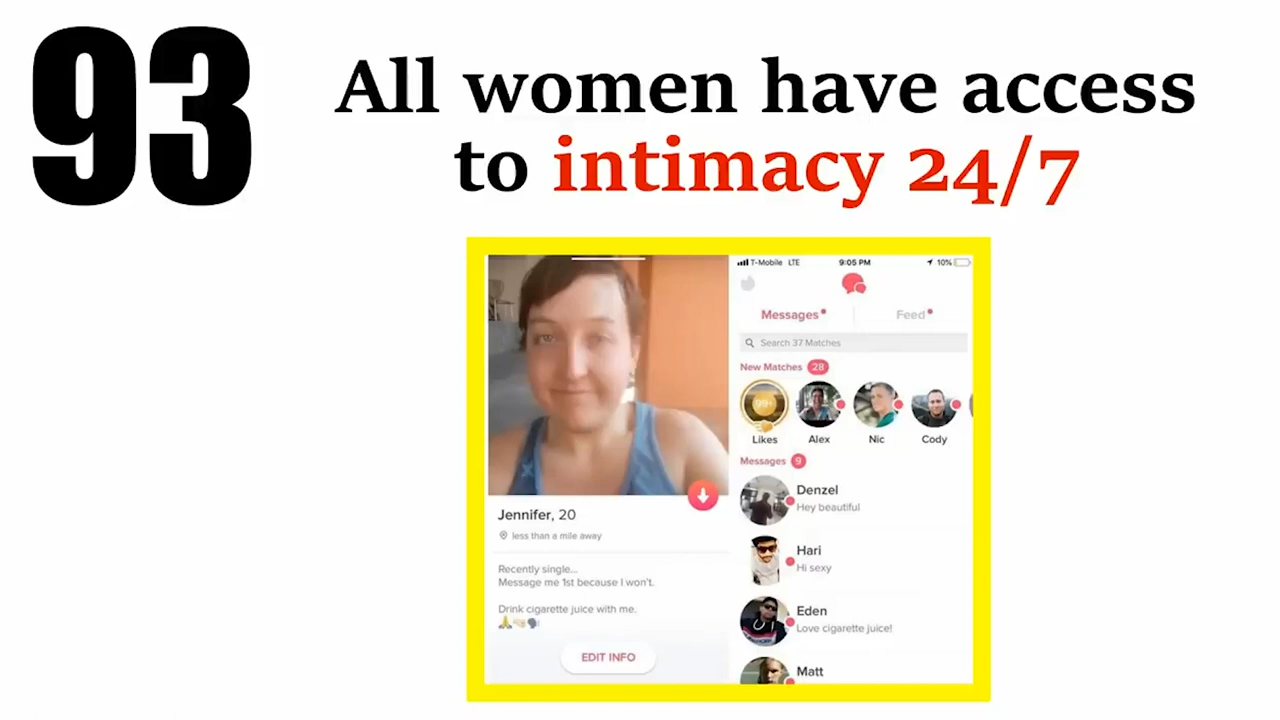 93
All women have access
to intimacy 24/7
T-Mobile LTE
9:05 PM
10%
Messages
Feed
Search 37 Matches
New Matches 28
99+
Likes
Alex
Nic
Cody
Messages 9
Denzel
Hey beautiful
Hari
Hi sexy
Eden
Love cigarette juice!
Matt
Jennifer, 20
less than a mile away
Recently single...
Message me 1st because I won't.
Drink cigarette juice with me.
EDIT INFO